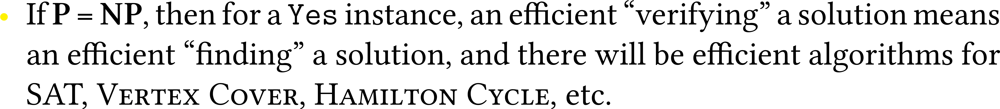 • If P = NP, then for a Yes instance, an efficient “verifying” a solution means
an efficient “finding” a solution, and there will be efficient algorithms for
SAT, VERTEX COVER, HAMILTON CYCLE, etc.